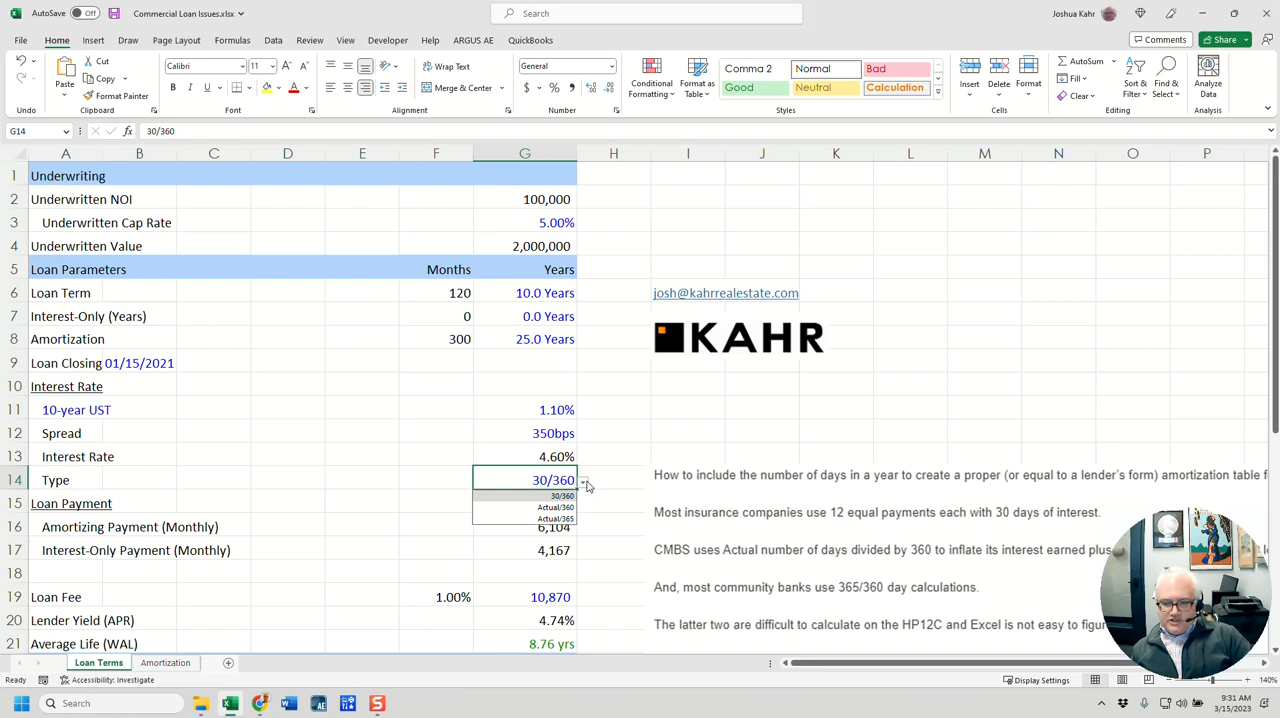 AutoSave Off Commercial Loan Issues.xlsx Search Joshua Kahr
File Home Insert Draw Page Layout Formulas Data Review View Developer Help ARGUS AE QuickBooks Comments Share
Undo Paste Cut Copy Format Painter Clipboard
Calibri 11 B I U A Font
Wrap Text Merge & Center Alignment
General $ % Number
Conditional Formatting Format as Table
Comma 2 Normal Bad
Good Neutral Calculation
Styles
Insert Delete Format Cells
AutoSum Fill Clear Sort & Filter Find & Select Editing
Analyze Data Analysis
G14 fx 30/360
A B C D E F G H I J K L M N O P
1 Underwriting
2 Underwritten NOI 100,000
3 Underwritten Cap Rate 5.00%
4 Underwritten Value 2,000,000
5 Loan Parameters Months Years
6 Loan Term 120 10.0 Years josh@kahrrealestate.com
7 Interest-Only (Years) 0 0.0 Years
8 Amortization 300 25.0 Years KAHR
9 Loan Closing 01/15/2021
10 Interest Rate
11 10-year UST 1.10%
12 Spread 350bps
13 Interest Rate 4.60%
14 Type 30/360 How to include the number of days in a year to create a proper (or equal to a lender's form) amortization table
30/360
15 Loan Payment Actual/360 Most insurance companies use 12 equal payments each with 30 days of interest.
Actual/365
16 Amortizing Payment (Monthly) 6,104
17 Interest-Only Payment (Monthly) 4,167 CMBS uses Actual number of days divided by 360 to inflate its interest earned plus
18 And, most community banks use 365/360 day calculations.
19 Loan Fee 1.00% 10,870
20 Lender Yield (APR) 4.74% The latter two are difficult to calculate on the HP12C and Excel is not easy to
21 Average Life (WAL) 8.76 yrs
Loan Terms Amortization
Ready Accessibility: Investigate Display Settings 140%
Search 9:31 AM
3/15/2023